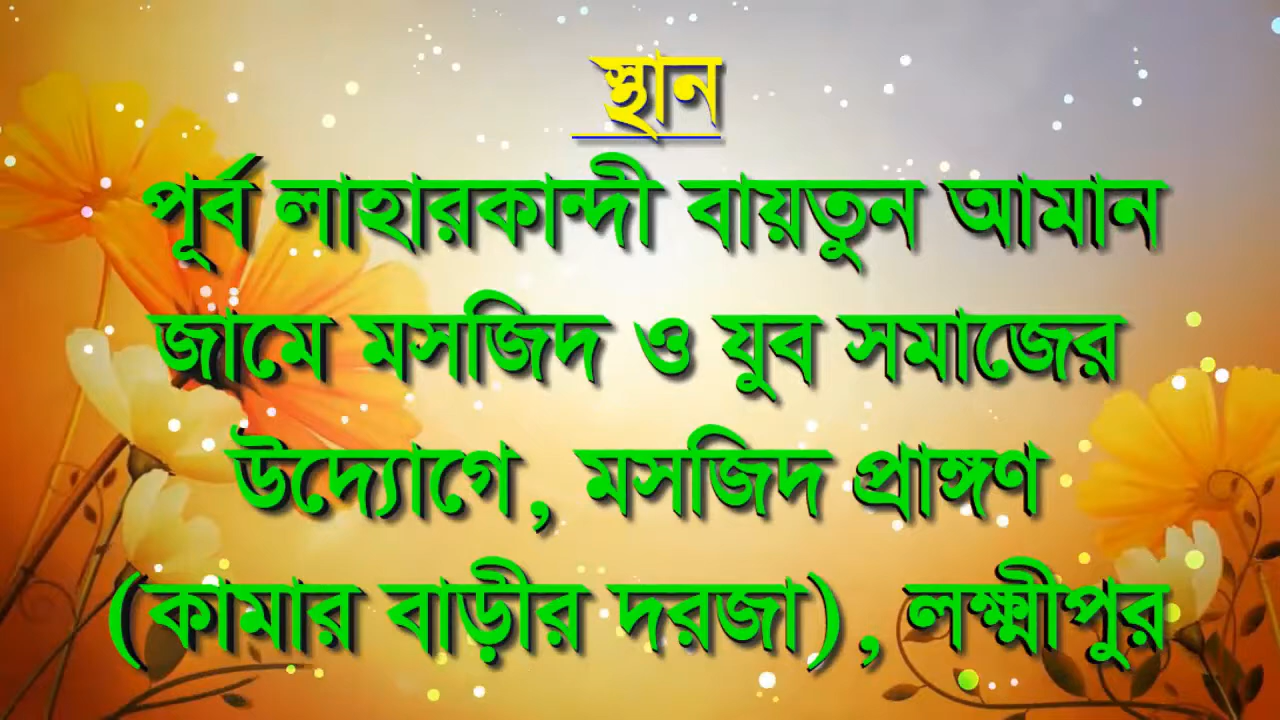 স্থান
পূর্ব লাহারকান্দী বায়তুন আমান
জামে মসজিদ ও যুব সমাজের
উদ্যোগে, মসজিদ প্রাঙ্গণ
(কামার বাড়ীর দরজা), লক্ষ্মীপুর